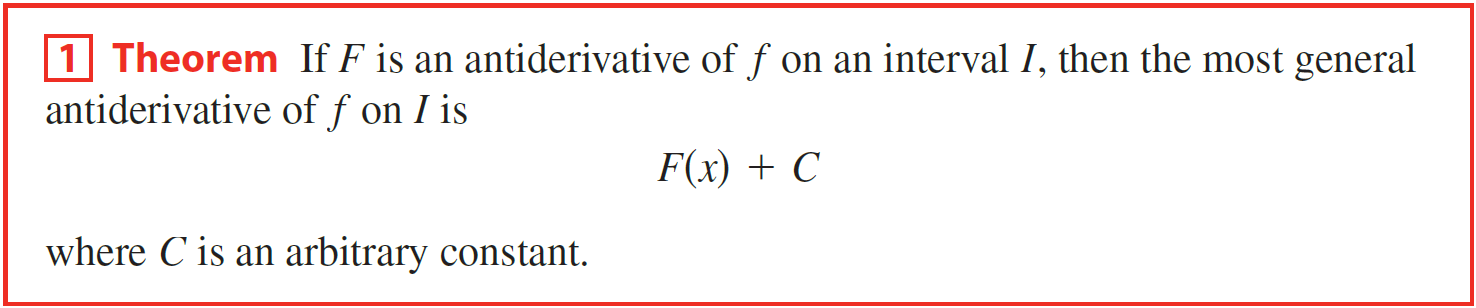 1 Theorem If F is an antiderivative of f on an interval I, then the most general
antiderivative of f on I is
F(x) + C
where C is an arbitrary constant.